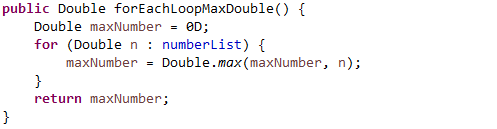 public Double forEachLoopMaxDouble() {
    Double maxNumber = 0D;
    for (Double n : numberList) {
        maxNumber = Double.max(maxNumber, n);
    }
    return maxNumber;
}